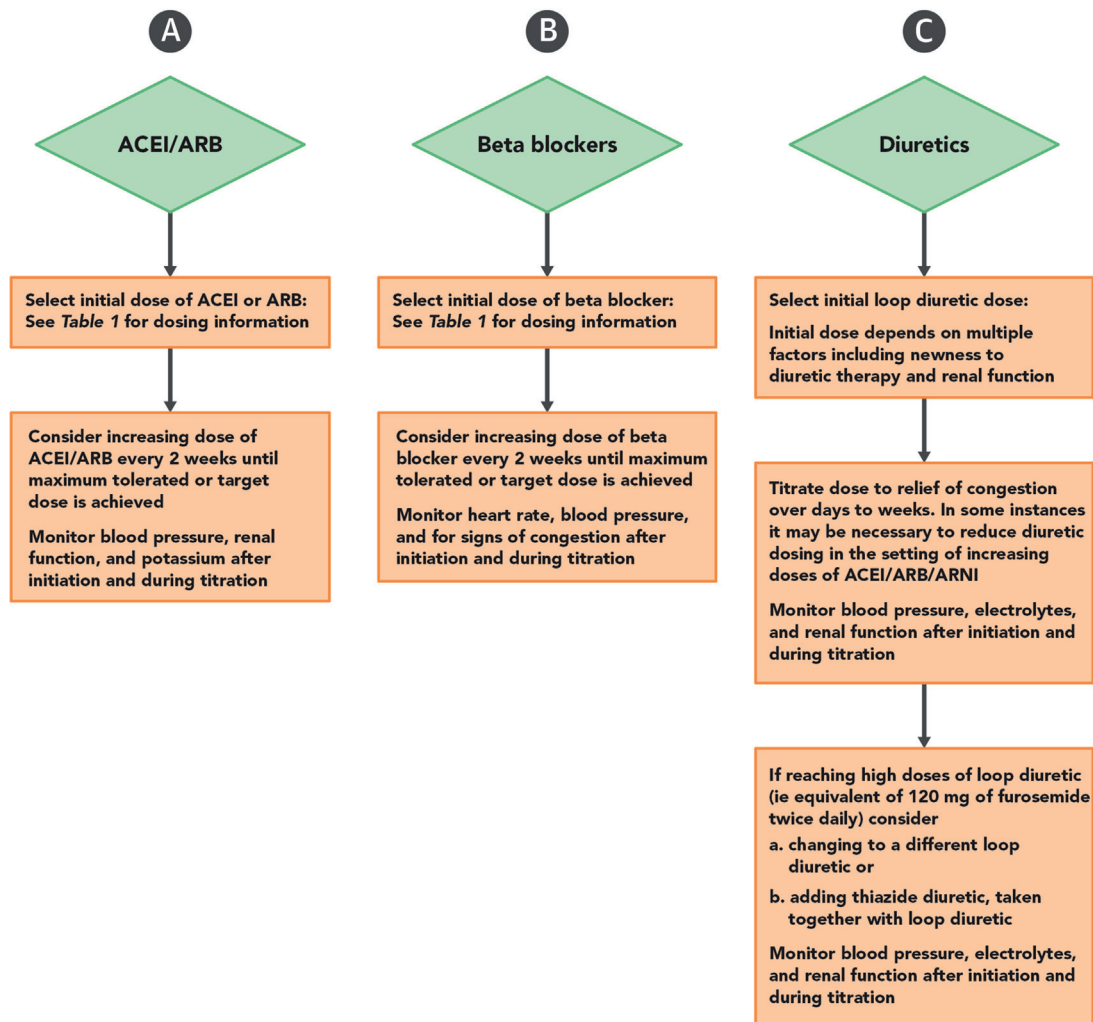 A
ACEI/ARB
Select initial dose of ACEI or ARB:
See Table 1 for dosing information
Consider increasing dose of
ACEI/ARB every 2 weeks until
maximum tolerated or target
dose is achieved
Monitor blood pressure, renal
function, and potassium after
initiation and during titration
B
Beta blockers
Select initial dose of beta blocker:
See Table 1 for dosing information
Consider increasing dose of beta
blocker every 2 weeks until maximum
tolerated or target dose is achieved
Monitor heart rate, blood pressure,
and for signs of congestion after
initiation and during titration
C
Diuretics
Select initial loop diuretic dose:
Initial dose depends on multiple
factors including newness to
diuretic therapy and renal function
Titrate dose to relief of congestion
over days to weeks. In some instances
it may be necessary to reduce diuretic
dosing in the setting of increasing
doses of ACEI/ARB/ARNI
Monitor blood pressure, electrolytes,
and renal function after initiation and
during titration
If reaching high doses of loop diuretic
(ie equivalent of 120 mg of furosemide
twice daily) consider
a. changing to a different loop
diuretic or
b. adding thiazide diuretic, taken
together with loop diuretic
Monitor blood pressure, electrolytes,
and renal function after initiation and
during titration